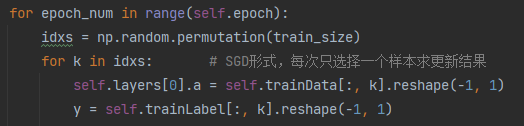 for epoch_num in range(self.epoch):
    idxs = np.random.permutation(train_size)
    for k in idxs:        # SGD形式，每次只选择一个样本求更新结果
        self.layers[0].a = self.trainData[:, k].reshape(-1, 1)
        y = self.trainLabel[:, k].reshape(-1, 1)